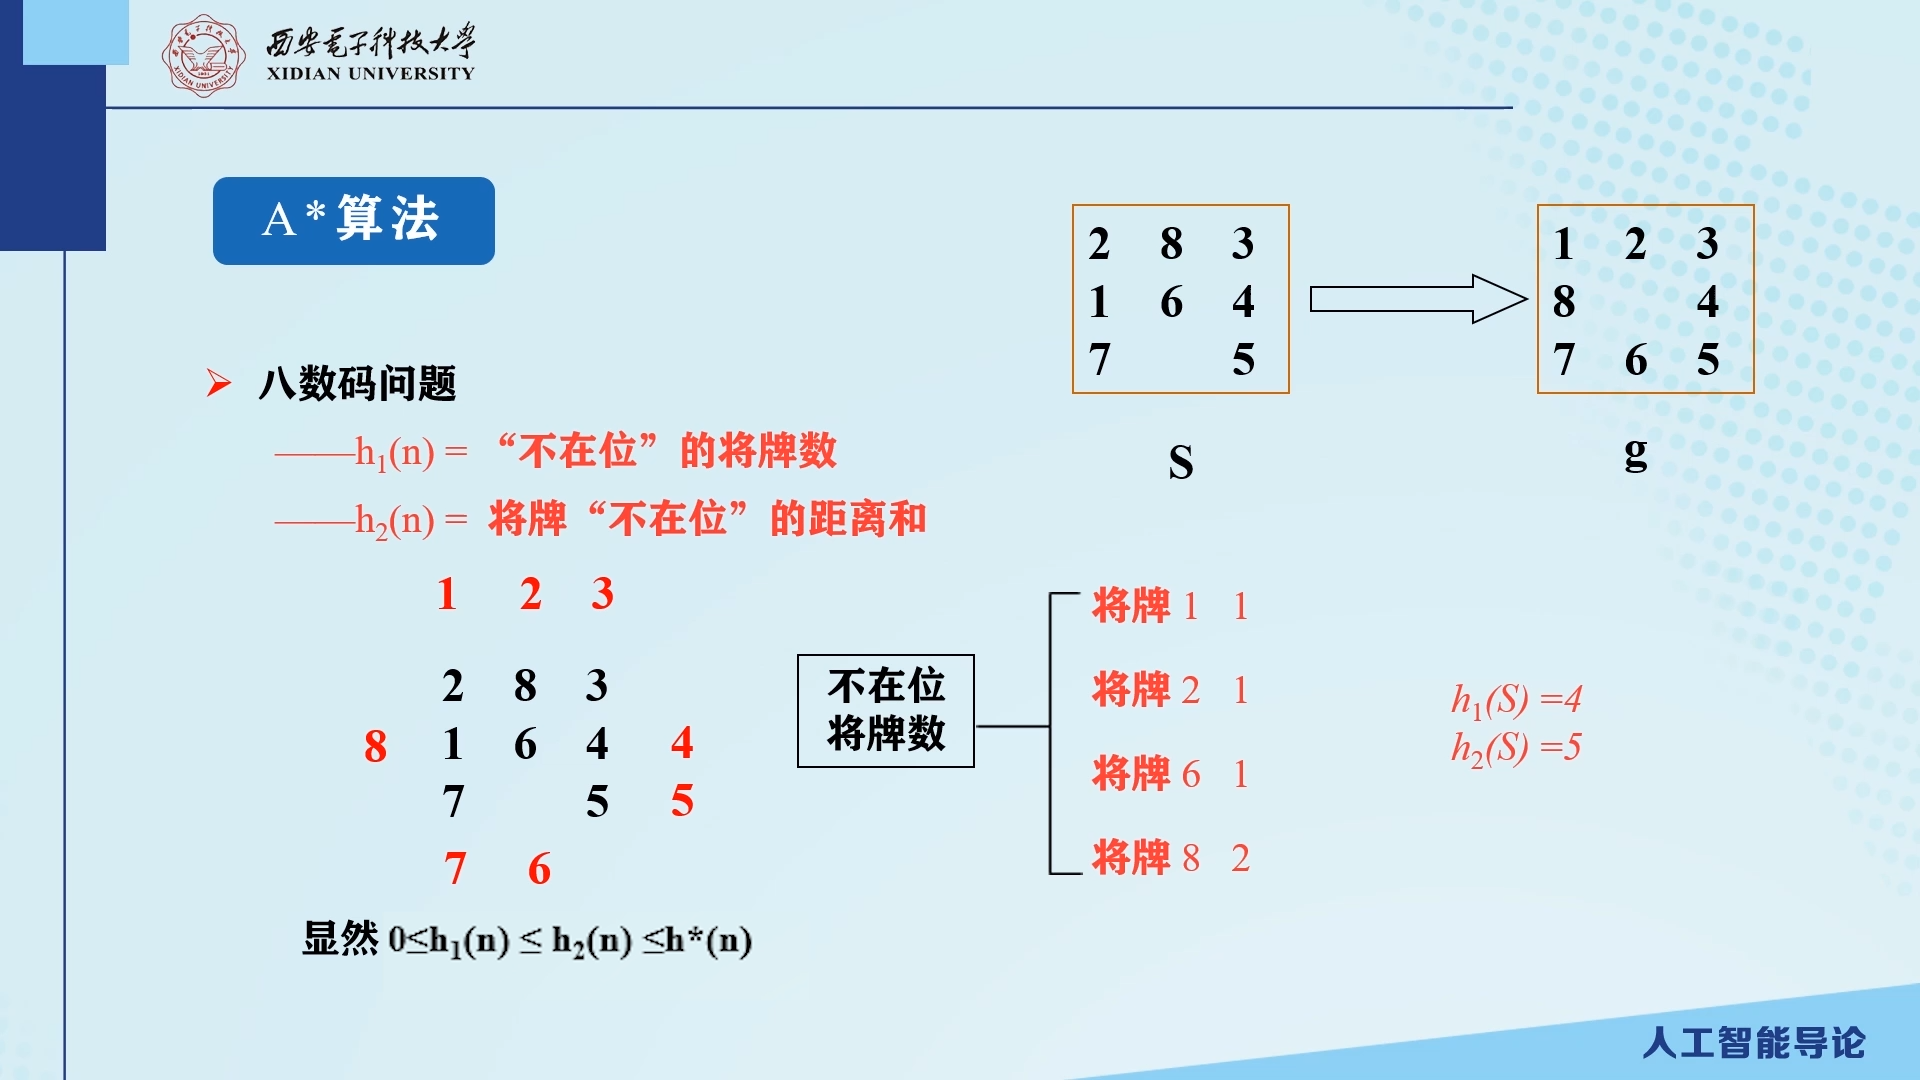 西安电子科技大学
XIDIAN UNIVERSITY
A*算法
2 8 3
1 6 4
7 5
S
1 2 3
8 4
7 6 5
g
八数码问题
——h₁(n) = “不在位”的将牌数
——h₂(n) = 将牌“不在位”的距离和
1 2 3
2 8 3
8 1 6 4 4
7 5 5
7 6
不在位
将牌数
将牌 1 1
将牌 2 1
将牌 6 1
将牌 8 2
h₁(S) =4
h₂(S) =5
显然 0≤h₁(n) ≤ h₂(n) ≤h*(n)
人工智能导论